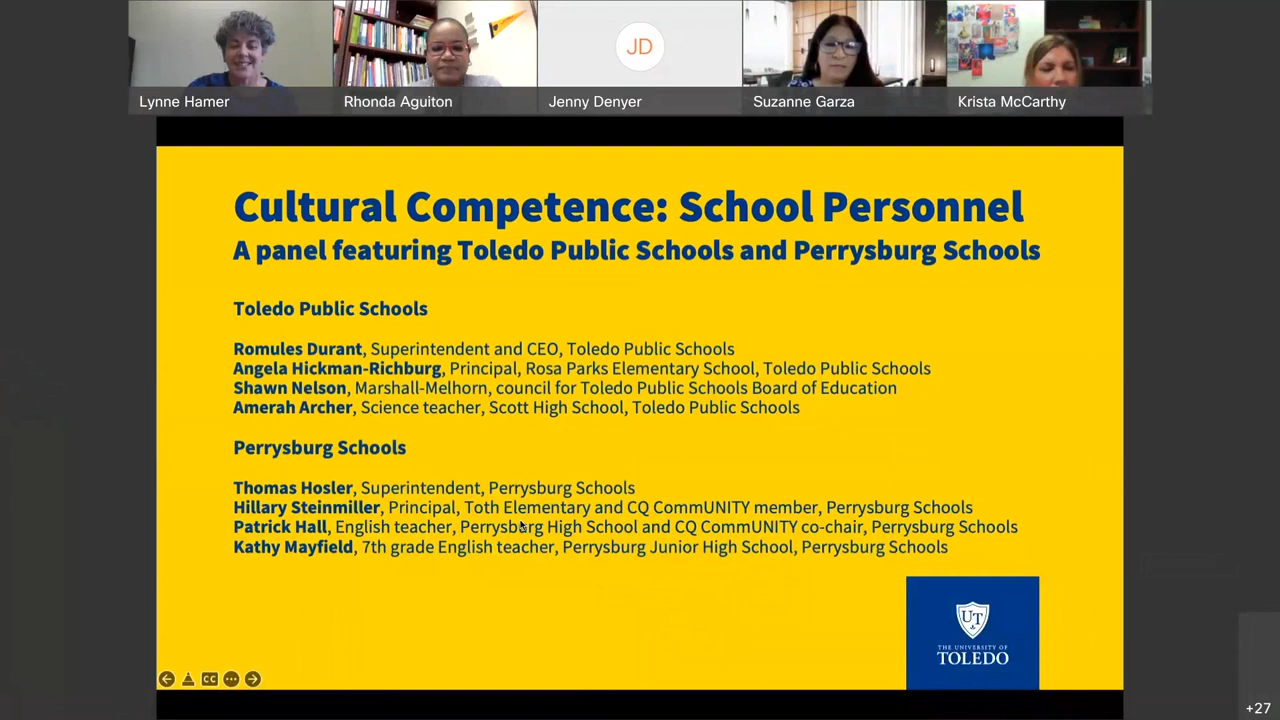 Lynne Hamer
Rhonda Aguiton
JD
Jenny Denyer
Suzanne Garza
Krista McCarthy
Cultural Competence: School Personnel
A panel featuring Toledo Public Schools and Perrysburg Schools
Toledo Public Schools
Romules Durant, Superintendent and CEO, Toledo Public Schools
Angela Hickman-Richburg, Principal, Rosa Parks Elementary School, Toledo Public Schools
Shawn Nelson, Marshall-Melhorn, council for Toledo Public Schools Board of Education
Amerah Archer, Science teacher, Scott High School, Toledo Public Schools
Perrysburg Schools
Thomas Hosler, Superintendent, Perrysburg Schools
Hillary Steinmiller, Principal, Toth Elementary and CQ CommUNITY member, Perrysburg Schools
Patrick Hall, English teacher, Perrysburg High School and CQ CommUNITY co-chair, Perrysburg Schools
Kathy Mayfield, 7th grade English teacher, Perrysburg Junior High School, Perrysburg Schools
UT
THE UNIVERSITY OF
TOLEDO
CC
+27